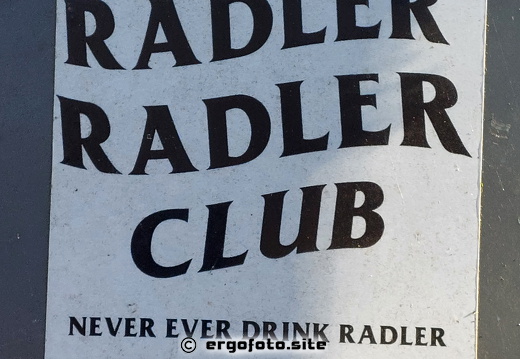 RADLER
RADLER
CLUB
NEVER EVER DRINK RADLER
© ergofoto.site